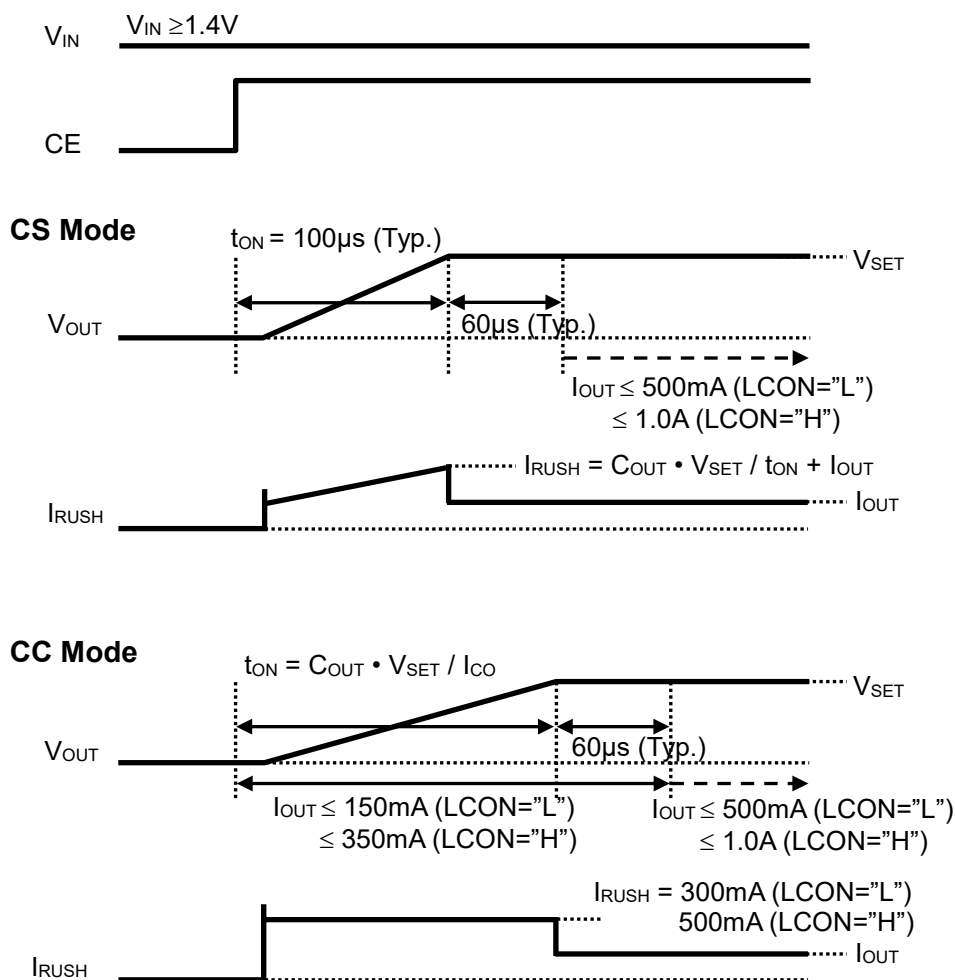 VIN
VIN ≥1.4V
CE
CS Mode
tON = 100µs (Typ.)
VSET
VOUT
60µs (Typ.)
IOUT ≤ 500mA (LCON=”L”)
≤ 1.0A (LCON=”H”)
IRUSH = COUT • VSET / tON + IOUT
IRUSH
IOUT
CC Mode
tON = COUT • VSET / ICO
VSET
VOUT
60µs (Typ.)
IOUT ≤ 150mA (LCON=”L”)
≤ 350mA (LCON=”H”)
IOUT ≤ 500mA (LCON=”L”)
≤ 1.0A (LCON=”H”)
IRUSH = 300mA (LCON=”L”)
500mA (LCON=”H”)
IOUT
IRUSH